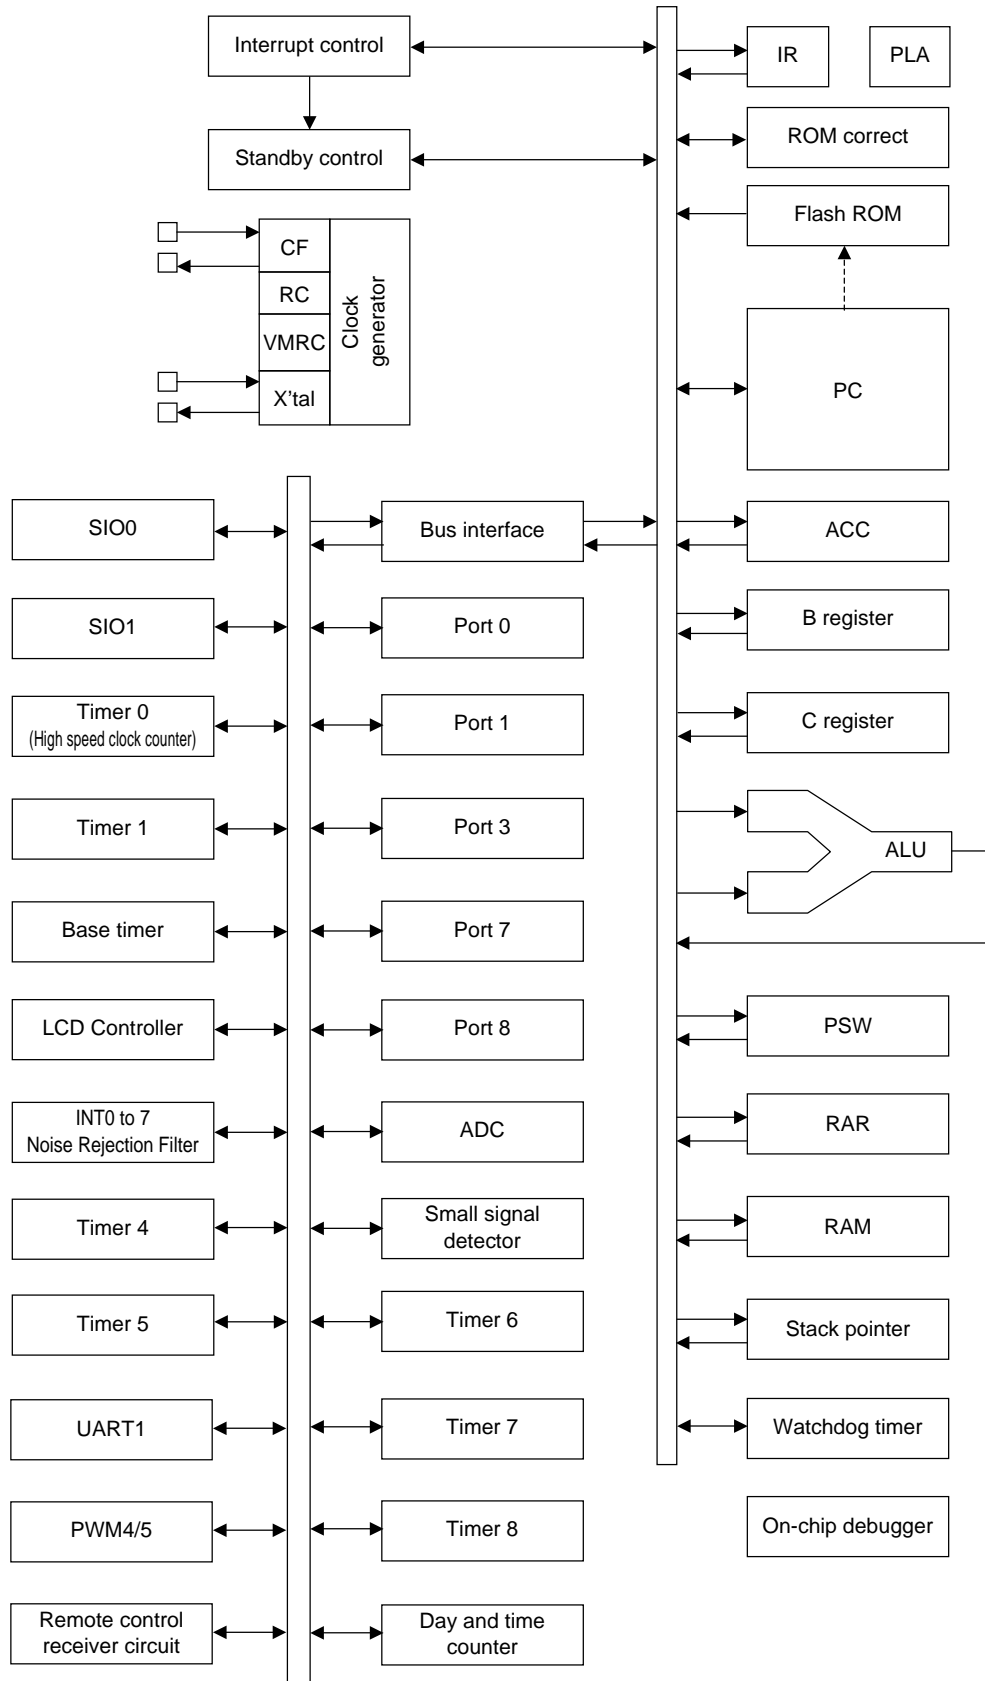 Interrupt control
IR
PLA
Standby control
ROM correct
Flash ROM
CF
RC
VMRC
X'tal
Clock
generator
PC
SIO0
Bus interface
ACC
SIO1
Port 0
B register
Timer 0
(High speed clock counter)
Port 1
C register
Timer 1
Port 3
ALU
Base timer
Port 7
LCD Controller
Port 8
PSW
INT0 to 7
Noise Rejection Filter
ADC
RAR
Timer 4
Small signal
detector
RAM
Timer 5
Timer 6
Stack pointer
UART1
Timer 7
Watchdog timer
PWM4/5
Timer 8
On-chip debugger
Remote control
receiver circuit
Day and time
counter